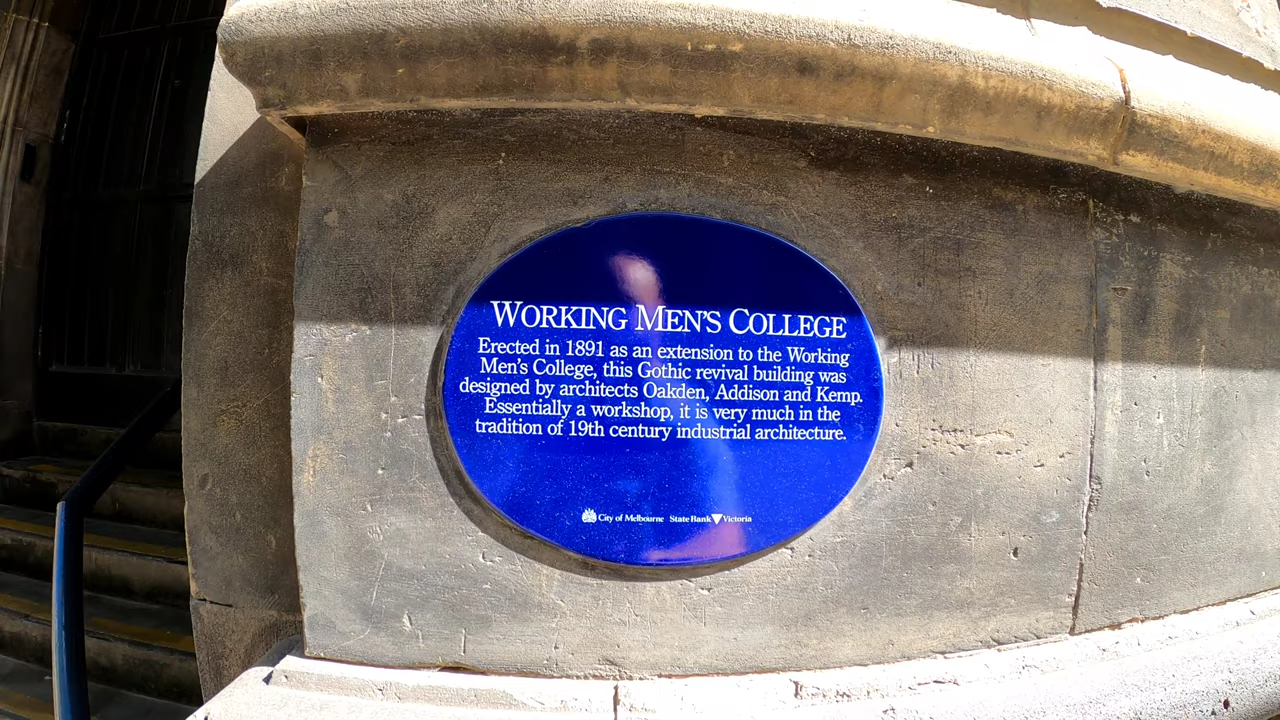 WORKING MEN'S COLLEGE
Erected in 1891 as an extension to the Working
Men's College, this Gothic revival building was
designed by architects Oakden, Addison and Kemp.
Essentially a workshop, it is very much in the
tradition of 19th century industrial architecture.
City of Melbourne State Bank Victoria